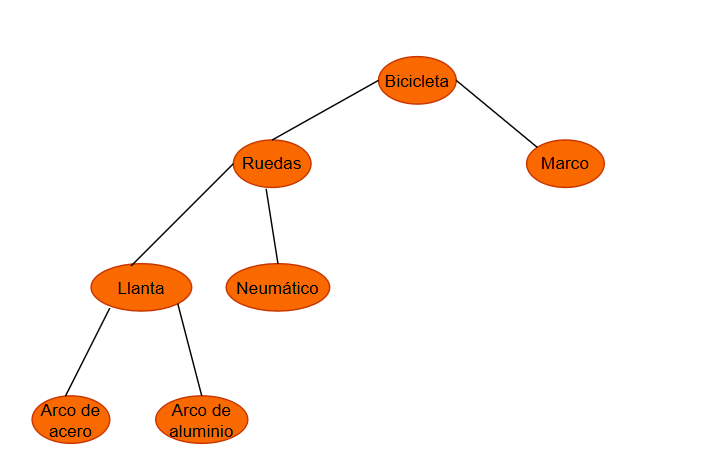 Bicicleta
Ruedas
Marco
Llanta
Neumático
Arco de
acero
Arco de
aluminio